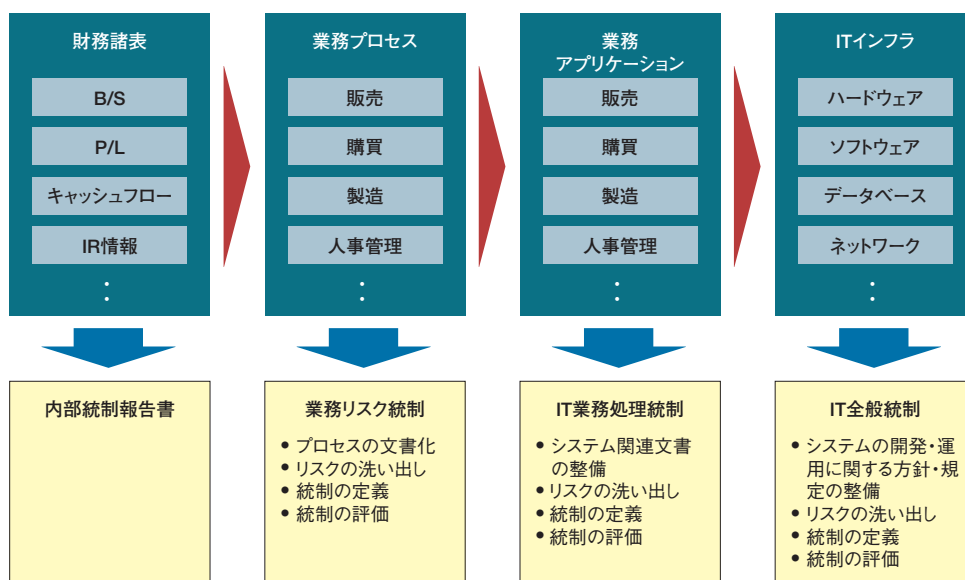 財務諸表
B/S
P/L
キャッシュフロー
IR情報
：
業務プロセス
販売
購買
製造
人事管理
：
業務
アプリケーション
販売
購買
製造
人事管理
：
ITインフラ
ハードウェア
ソフトウェア
データベース
ネットワーク
：
内部統制報告書
業務リスク統制
• プロセスの文書化
• リスクの洗い出し
• 統制の定義
• 統制の評価
IT業務処理統制
• システム関連文書
の整備
• リスクの洗い出し
• 統制の定義
• 統制の評価
IT全般統制
• システムの開発・運
用に関する方針・規
定の整備
• リスクの洗い出し
• 統制の定義
• 統制の評価